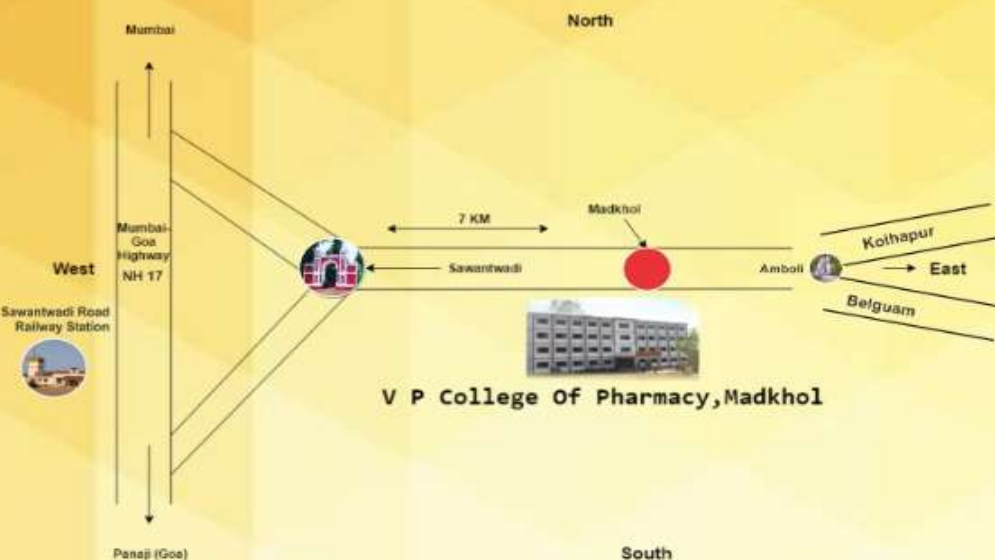 North
Mumbai
Madkhol
7 KM
Mumbai-
Goa
Highway
NH 17
West
Sawantwadi
Amboli
Kolhapur
East
Belguam
Sawantwadi Road
Railway Station
V P College Of Pharmacy,Madkhol
Panaji (Goa)
South